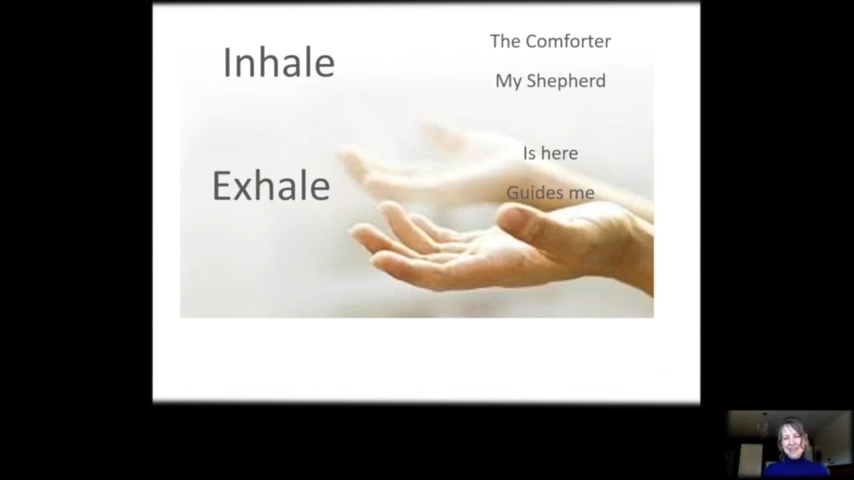 Inhale
The Comforter
My Shepherd
Exhale
Is here
Guides me